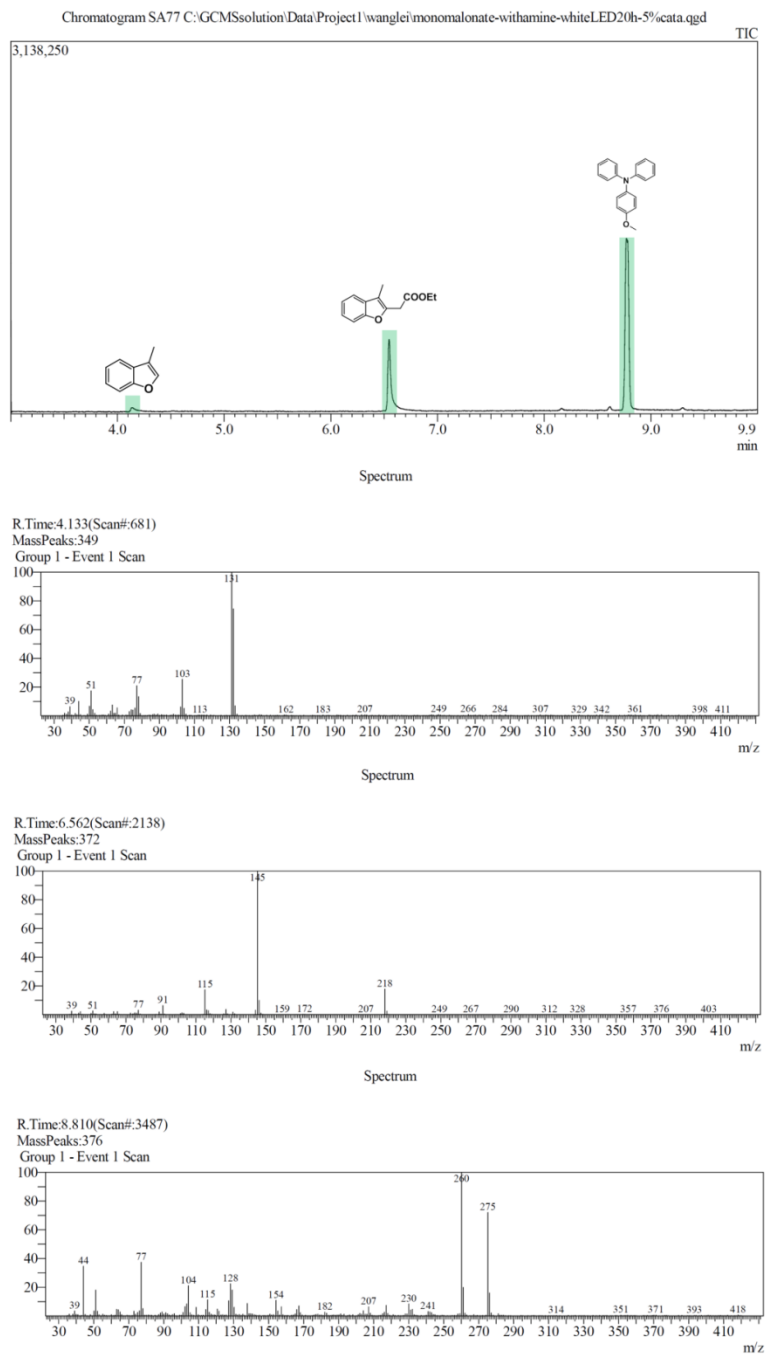 Chromatogram SA77 C:\GCMSsolution\Data\Project1\wanglei\monomalonate-withamine-whiteLED20h-5%cata.qgd
TIC
3,138,250
N
O
COOEt
O
O
4.0 5.0 6.0 7.0 8.0 9.0 9.9
min
Spectrum
R.Time:4.133(Scan#:681)
MassPeaks:349
Group 1 - Event 1 Scan
100
80
60
40
20
131
103
77
51
39
113 162 183 207 249 266 284 307 329 342 361 398 411
30 50 70 90 110 130 150 170 190 210 230 250 270 290 310 330 350 370 390 410
m/z
Spectrum
R.Time:6.562(Scan#:2138)
MassPeaks:372
Group 1 - Event 1 Scan
100
80
60
40
20
145
115
218
91
39 51 77 159 172 207 249 267 290 312 328 357 376 403
30 50 70 90 110 130 150 170 190 210 230 250 270 290 310 330 350 370 390 410
m/z
Spectrum
R.Time:8.810(Scan#:3487)
MassPeaks:376
Group 1 - Event 1 Scan
100
80
60
40
20
260
275
44 77
104 128
115 154
39 182 207 230 241 314 351 371 393 418
30 50 70 90 110 130 150 170 190 210 230 250 270 290 310 330 350 370 390 410
m/z